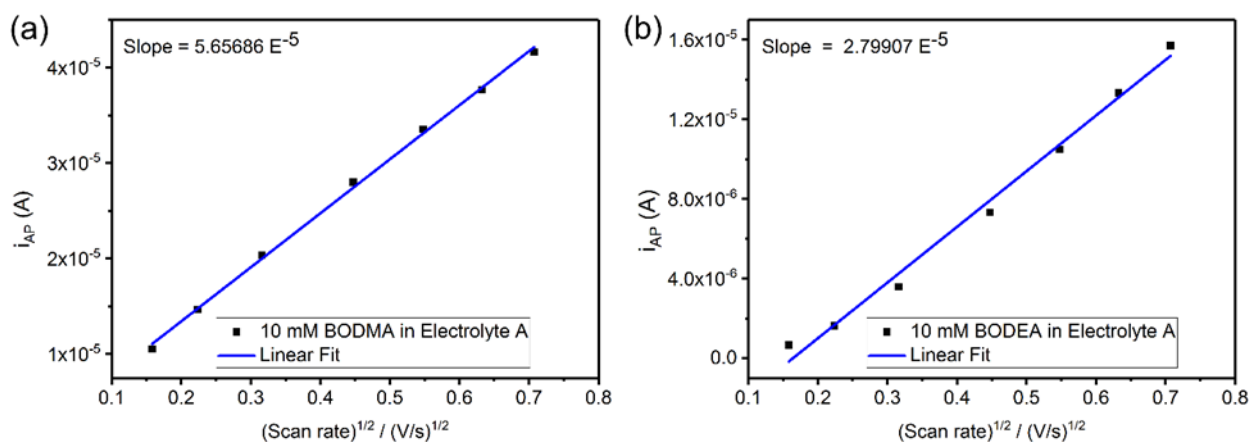 (a)
Slope = 5.65686 E⁻⁵
4x10⁻⁵
3x10⁻⁵
2x10⁻⁵
1x10⁻⁵
i_AP (A)
10 mM BODMA in Electrolyte A
Linear Fit
0.1 0.2 0.3 0.4 0.5 0.6 0.7 0.8
(Scan rate)^1/2 / (V/s)^1/2
(b)
Slope = 2.79907 E⁻⁵
1.6x10⁻⁵
1.2x10⁻⁵
8.0x10⁻⁶
4.0x10⁻⁶
0.0
i_AP (A)
10 mM BODEA in Electrolyte A
Linear Fit
0.1 0.2 0.3 0.4 0.5 0.6 0.7 0.8
(Scan rate)^1/2 / (V/s)^1/2